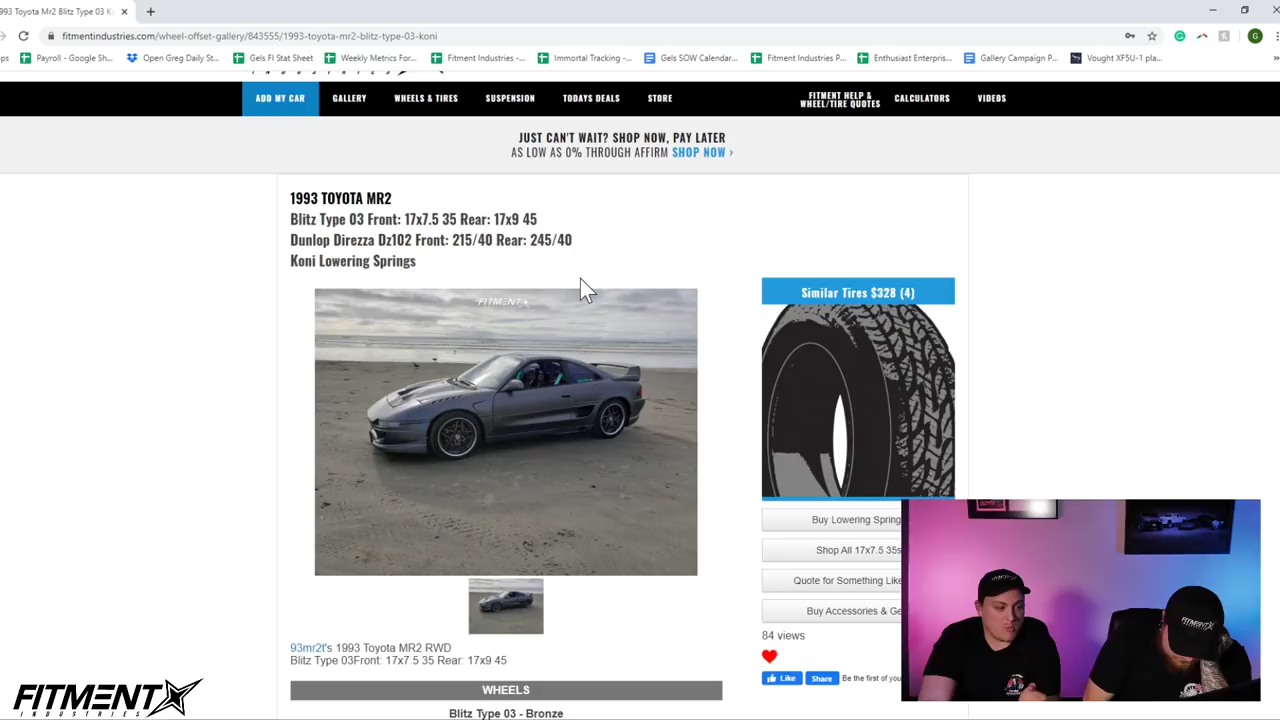 1993 Toyota Mr2 Blitz Type 03 K
fitmentindustries.com/wheel-offset-gallery/843555/1993-toyota-mr2-blitz-type-03-koni
G
ps
Payroll - Google Sh...
Open Greg Daily St...
Gels FI Stat Sheet
Weekly Metrics For...
Fitment Industries -...
Immortal Tracking -...
Gels SOW Calendar...
Fitment Industries P...
Enthusiast Enterpris...
Gallery Campaign P...
Vought XF5U-1 pla...
ADD MY CAR
GALLERY
WHEELS & TIRES
SUSPENSION
TODAYS DEALS
STORE
FITMENT HELP &
WHEEL/TIRE QUOTES
CALCULATORS
VIDEOS
JUST CAN'T WAIT? SHOP NOW, PAY LATER
AS LOW AS 0% THROUGH AFFIRM SHOP NOW ›
1993 TOYOTA MR2
Blitz Type 03 Front: 17x7.5 35 Rear: 17x9 45
Dunlop Direzza Dz102 Front: 215/40 Rear: 245/40
Koni Lowering Springs
FITMENT
Similar Tires $328 (4)
Buy Lowering Spring
Shop All 17x7.5 35s
Quote for Something Like
Buy Accessories & Ge
84 views
Like
Share
Be the first of you
93mr2t's 1993 Toyota MR2 RWD
Blitz Type 03Front: 17x7.5 35 Rear: 17x9 45
WHEELS
Blitz Type 03 - Bronze
FITMENT
INDUSTRIES
FITMENT